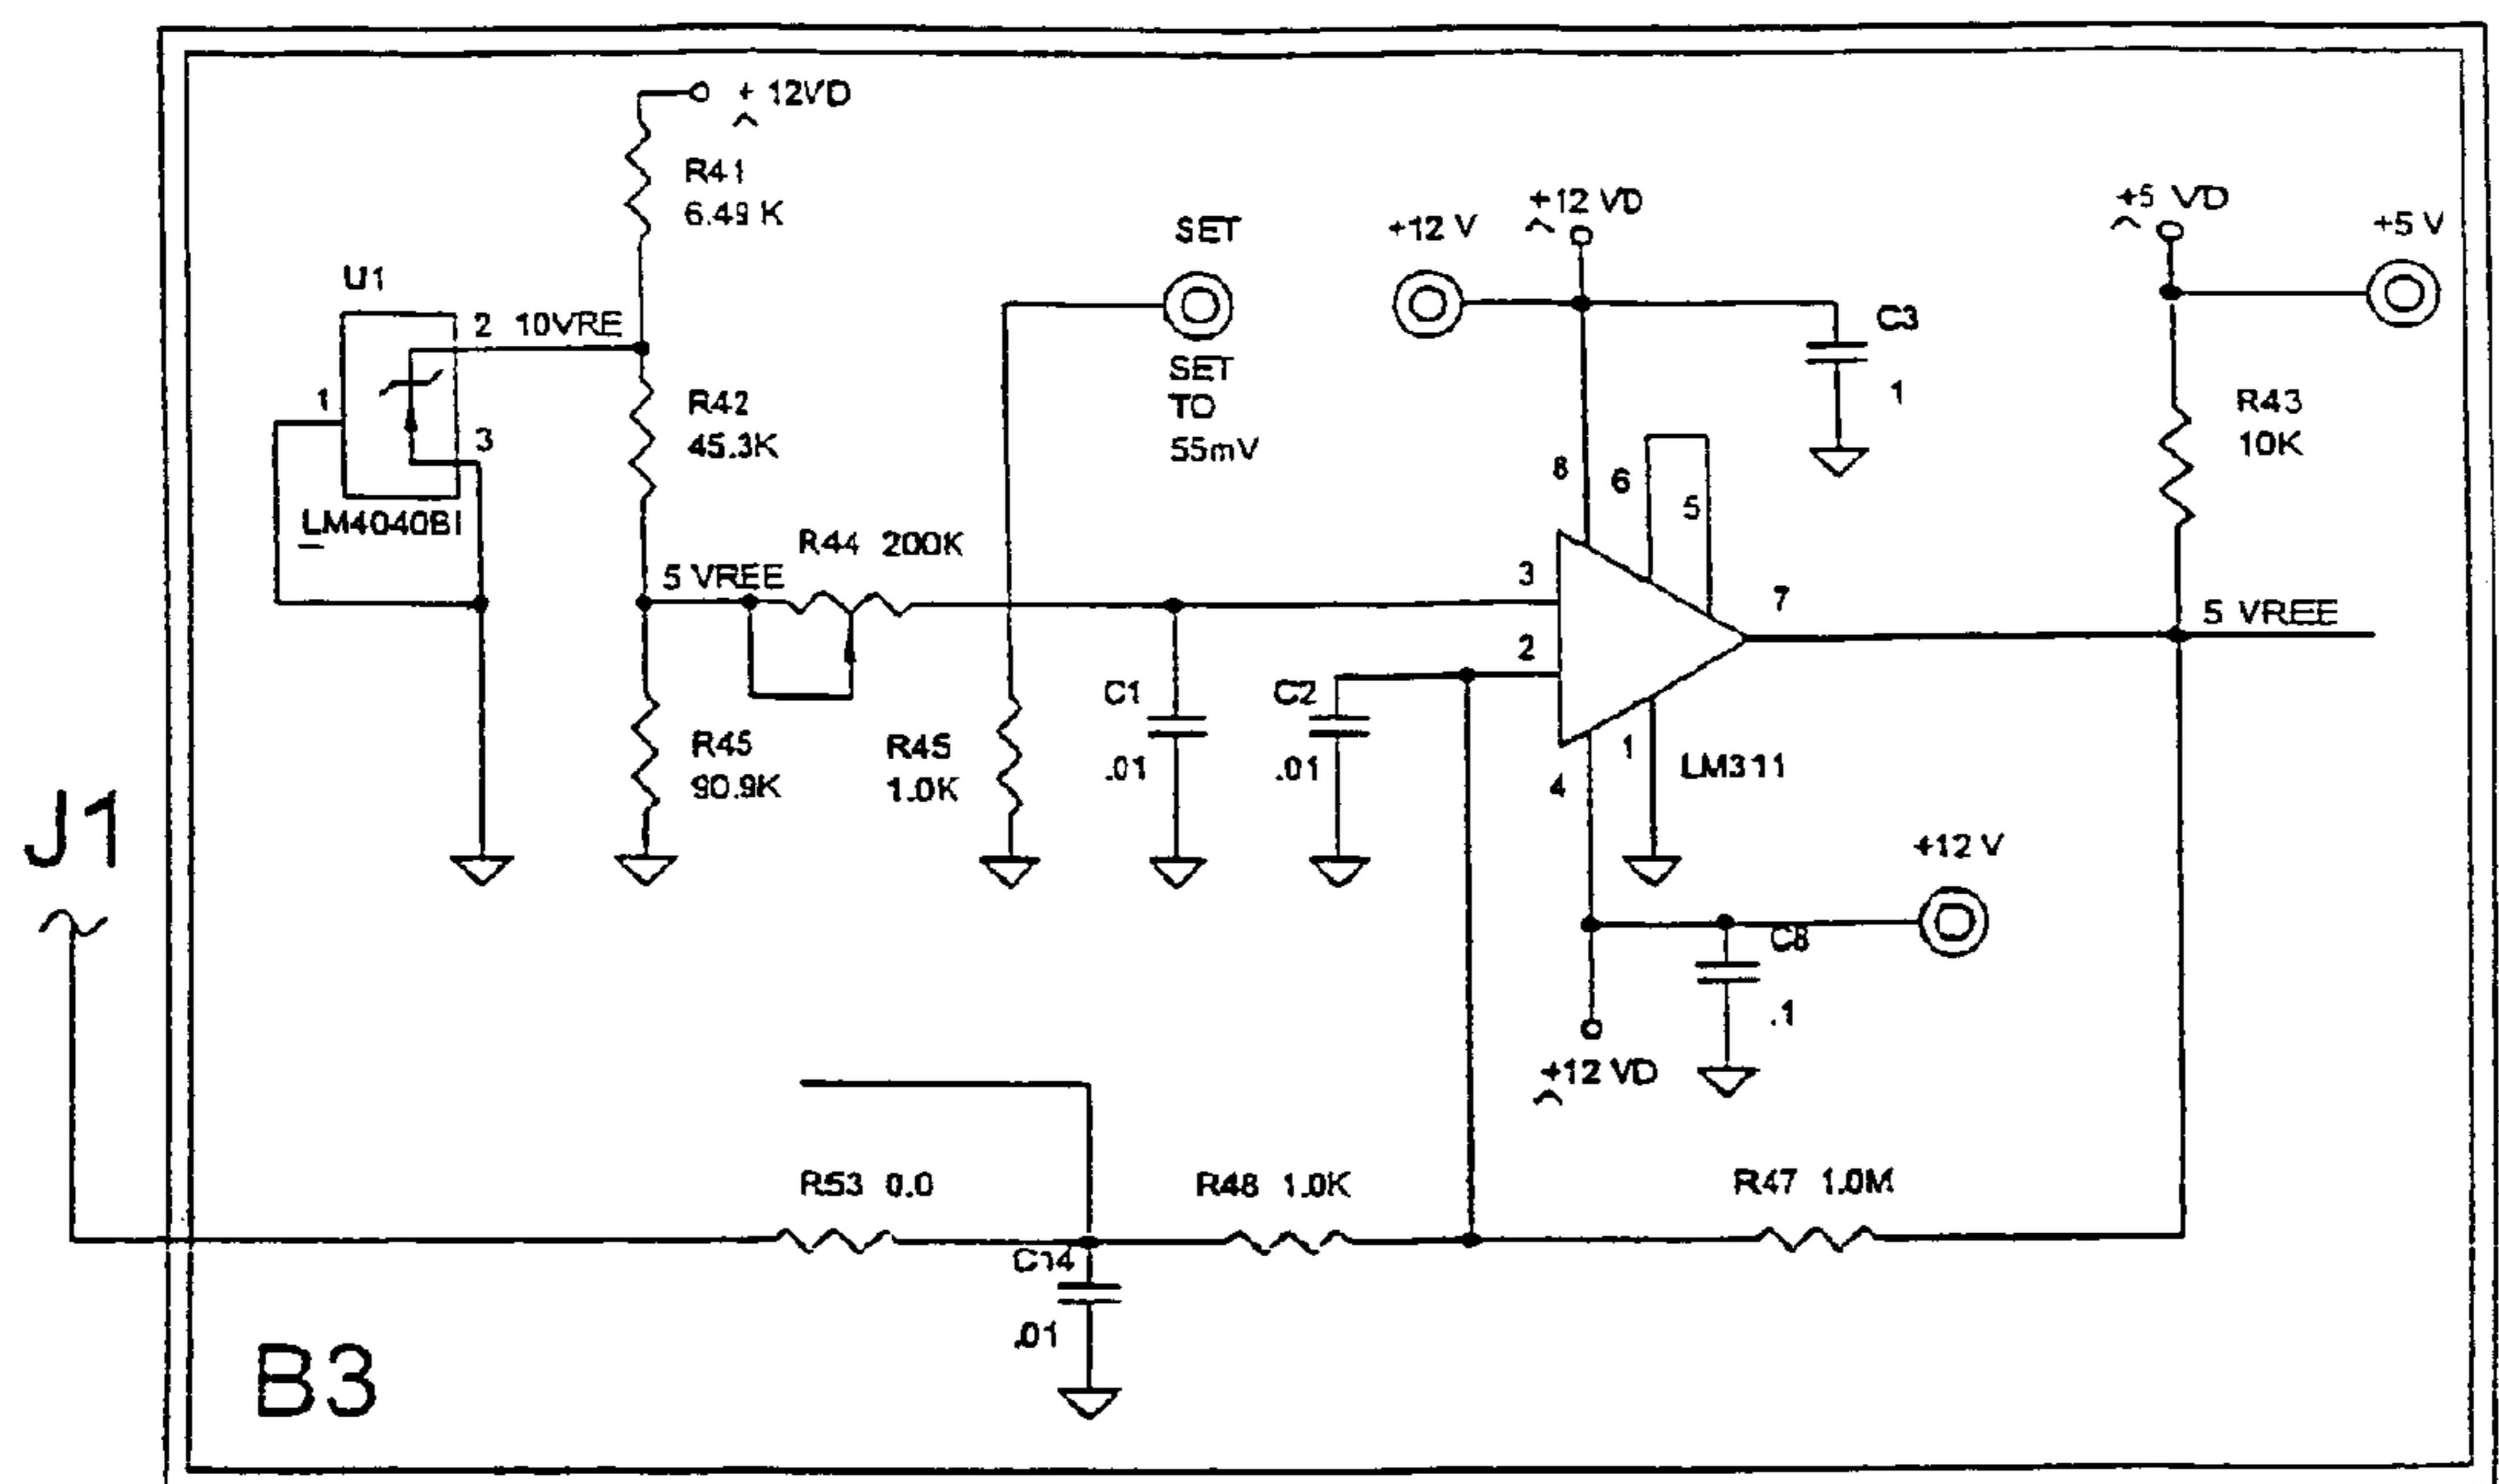 + 12VD
^
R41
6.49 K
U1
2 10VRE
1
3
LM4040BI
R42
45.3K
5 VREE
R44 200K
R45
90.9K
R45
1.0K
SET
SET
TO
55mV
+12 V
+12 VD
^
C3
1
8
6
5
3
2
7
4
1
LM311
C1
.01
C2
.01
+5 VD
^
+5 V
R43
10K
5 VREE
+12 V
C8
.1
+12 VD
^
J1
R53 0.0
R48 1.0K
R47 1.0M
C14
.01
B3